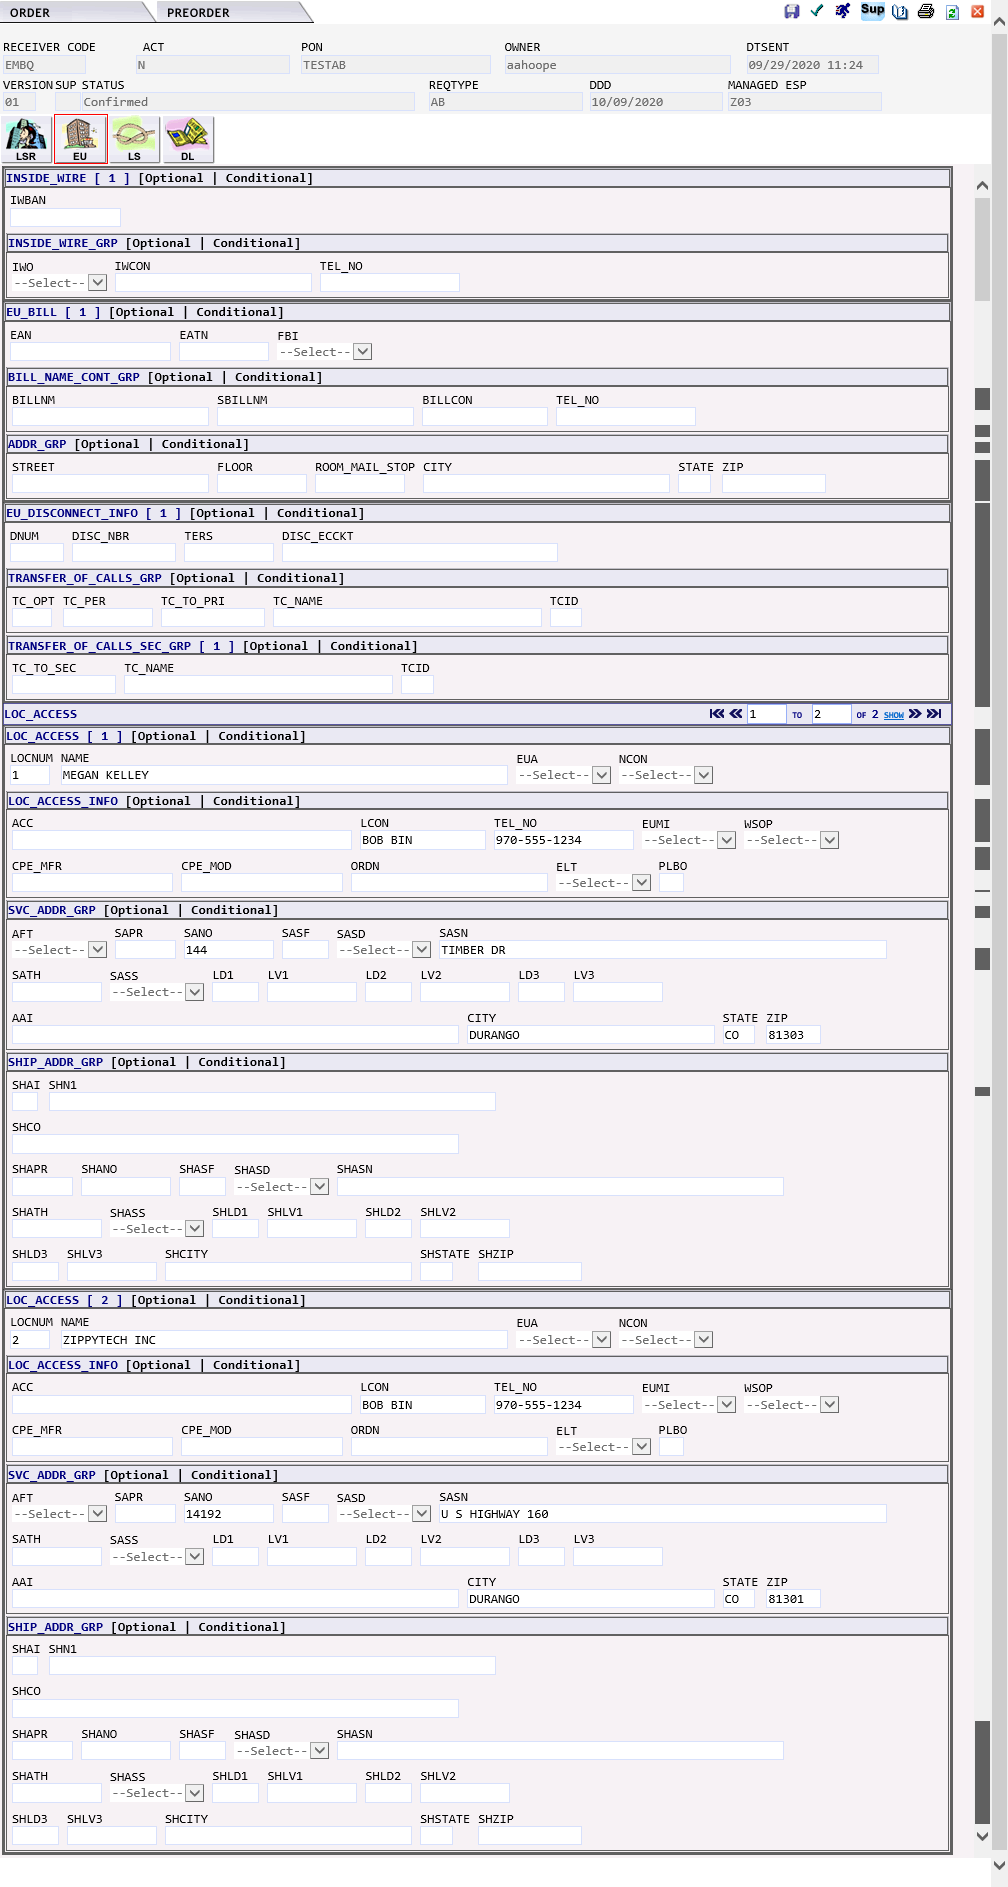 ORDER PREORDER Sup
RECEIVER CODE ACT PON OWNER DTSENT
EMBQ N TESTAB aahoope 09/29/2020 11:24
VERSION SUP STATUS REQTYPE DDD MANAGED ESP
01 Confirmed AB 10/09/2020 Z03
LSR EU LS DL
INSIDE_WIRE [ 1 ] [Optional | Conditional]
IWBAN
INSIDE_WIRE_GRP [Optional | Conditional]
IWO IWCON TEL_NO
--Select--
EU_BILL [ 1 ] [Optional | Conditional]
EAN EATN FBI
--Select--
BILL_NAME_CONT_GRP [Optional | Conditional]
BILLNM SBILLNM BILLCON TEL_NO
ADDR_GRP [Optional | Conditional]
STREET FLOOR ROOM_MAIL_STOP CITY STATE ZIP
EU_DISCONNECT_INFO [ 1 ] [Optional | Conditional]
DNUM DISC_NBR TERS DISC_ECCKT
TRANSFER_OF_CALLS_GRP [Optional | Conditional]
TC_OPT TC_PER TC_TO_PRI TC_NAME TCID
TRANSFER_OF_CALLS_SEC_GRP [ 1 ] [Optional | Conditional]
TC_TO_SEC TC_NAME TCID
LOC_ACCESS 1 TO 2 OF 2 SHOW
LOC_ACCESS [ 1 ] [Optional | Conditional]
LOCNUM NAME EUA NCON
1 MEGAN KELLEY --Select-- --Select--
LOC_ACCESS_INFO [Optional | Conditional]
ACC LCON TEL_NO EUMI WSOP
BOB BIN 970-555-1234 --Select-- --Select--
CPE_MFR CPE_MOD ORDN ELT PLBO
--Select--
SVC_ADDR_GRP [Optional | Conditional]
AFT SAPR SANO SASF SASD SASN
--Select-- 144 --Select-- TIMBER DR
SATH SASS LD1 LV1 LD2 LV2 LD3 LV3
--Select--
AAI CITY STATE ZIP
DURANGO CO 81303
SHIP_ADDR_GRP [Optional | Conditional]
SHAI SHN1
SHCO
SHAPR SHANO SHASF SHASD SHASN
--Select--
SHATH SHASS SHLD1 SHLV1 SHLD2 SHLV2
--Select--
SHLD3 SHLV3 SHCITY SHSTATE SHZIP
LOC_ACCESS [ 2 ] [Optional | Conditional]
LOCNUM NAME EUA NCON
2 ZIPPYTECH INC --Select-- --Select--
LOC_ACCESS_INFO [Optional | Conditional]
ACC LCON TEL_NO EUMI WSOP
BOB BIN 970-555-1234 --Select-- --Select--
CPE_MFR CPE_MOD ORDN ELT PLBO
--Select--
SVC_ADDR_GRP [Optional | Conditional]
AFT SAPR SANO SASF SASD SASN
--Select-- 14192 --Select-- U S HIGHWAY 160
SATH SASS LD1 LV1 LD2 LV2 LD3 LV3
--Select--
AAI CITY STATE ZIP
DURANGO CO 81301
SHIP_ADDR_GRP [Optional | Conditional]
SHAI SHN1
SHCO
SHAPR SHANO SHASF SHASD SHASN
--Select--
SHATH SHASS SHLD1 SHLV1 SHLD2 SHLV2
--Select--
SHLD3 SHLV3 SHCITY SHSTATE SHZIP